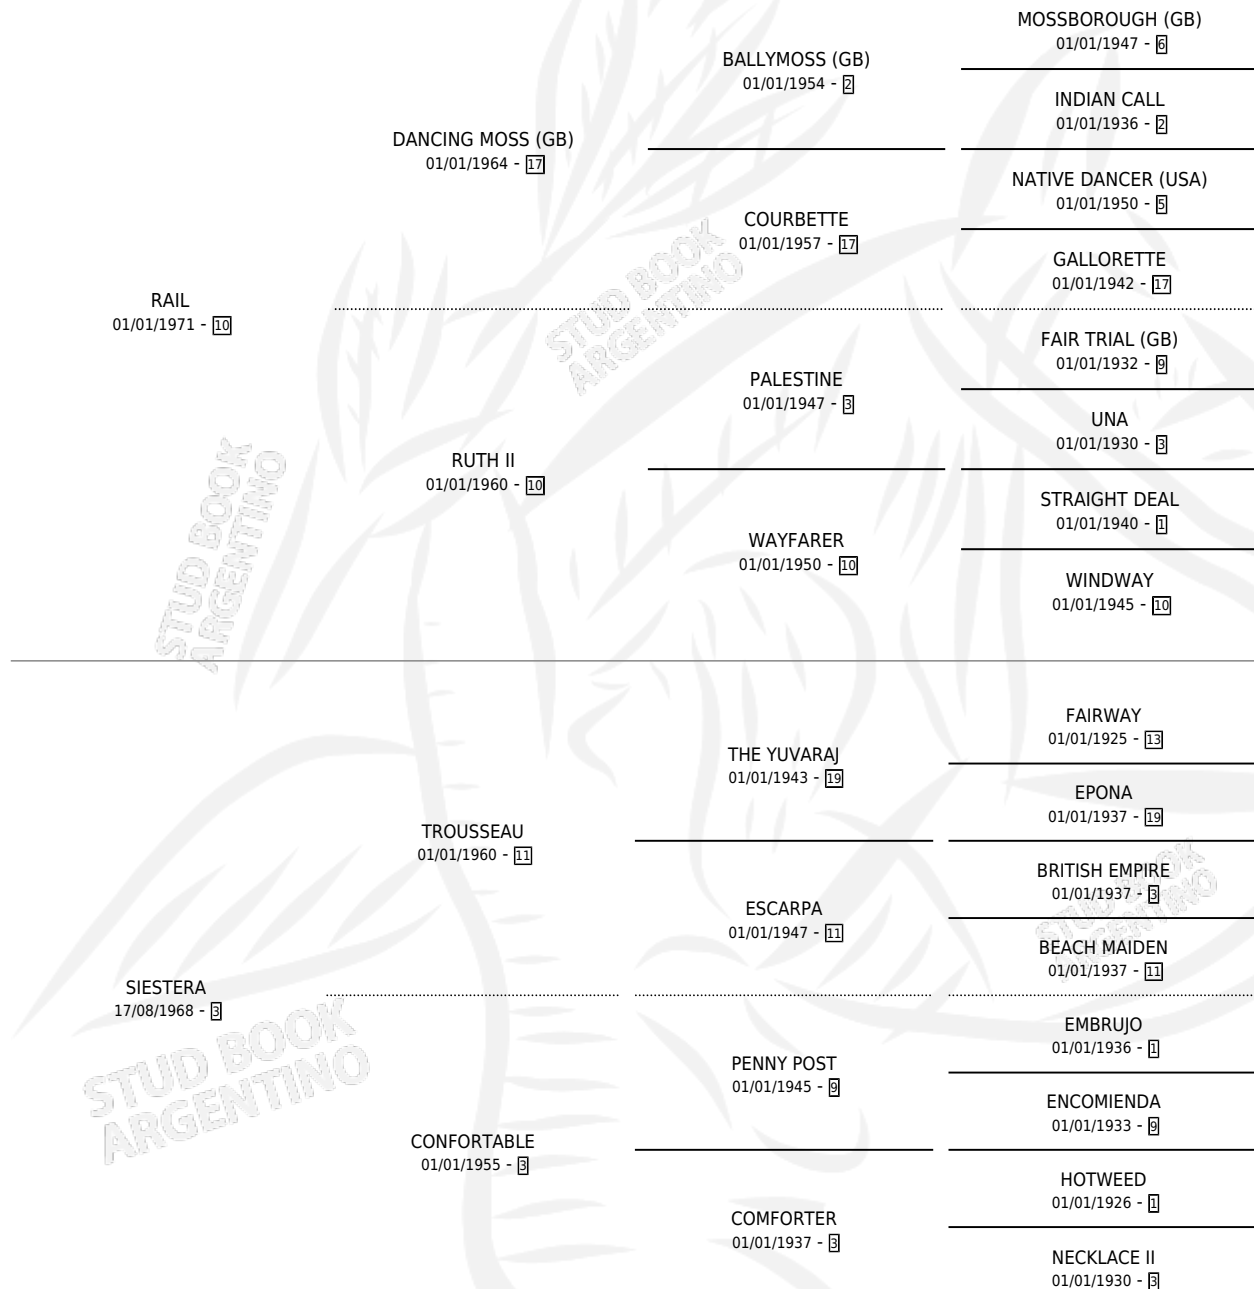 MOSSBOROUGH (GB)
01/01/1947 - 6
BALLYMOSS (GB)
01/01/1954 - 2
INDIAN CALL
01/01/1936 - 2
DANCING MOSS (GB)
01/01/1964 - 17
NATIVE DANCER (USA)
01/01/1950 - 5
COURBETTE
01/01/1957 - 17
GALLORETTE
01/01/1942 - 17
RAIL
01/01/1971 - 10
FAIR TRIAL (GB)
01/01/1932 - 9
PALESTINE
01/01/1947 - 3
UNA
01/01/1930 - 3
RUTH II
01/01/1960 - 10
STRAIGHT DEAL
01/01/1940 - 1
WAYFARER
01/01/1950 - 10
WINDWAY
01/01/1945 - 10
FAIRWAY
01/01/1925 - 13
THE YUVARAJ
01/01/1943 - 19
EPONA
01/01/1937 - 19
TROUSSEAU
01/01/1960 - 11
BRITISH EMPIRE
01/01/1937 - 3
ESCARPA
01/01/1947 - 11
BEACH MAIDEN
01/01/1937 - 11
SIESTERA
17/08/1968 - 3
EMBRUJO
01/01/1936 - 1
PENNY POST
01/01/1945 - 9
ENCOMIENDA
01/01/1933 - 9
CONFORTABLE
01/01/1955 - 3
HOTWEED
01/01/1926 - 1
COMFORTER
01/01/1937 - 3
NECKLACE II
01/01/1930 - 3
STUD BOOK
ARGENTINO
STUD BOOK
ARGENTINO
STUD BOOK
ARGENTINO
STUD BOOK
ARGENTINO